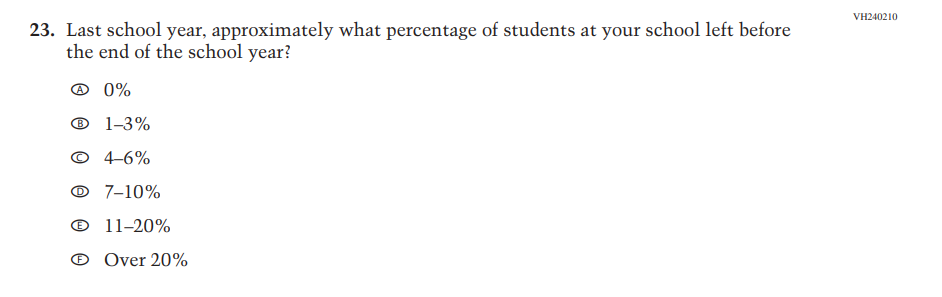 VH240210
23. Last school year, approximately what percentage of students at your school left before
the end of the school year?
Ⓐ 0%
Ⓑ 1–3%
Ⓒ 4–6%
Ⓓ 7–10%
Ⓔ 11–20%
Ⓕ Over 20%